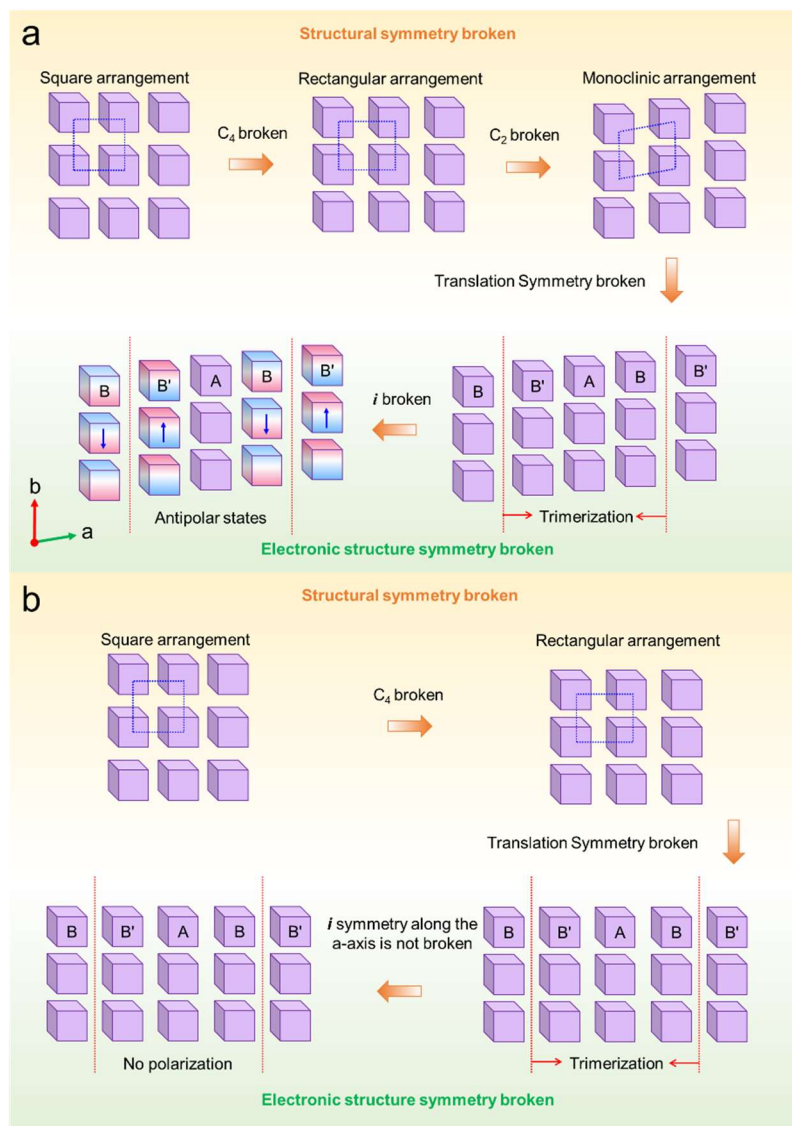 a
Structural symmetry broken
Square arrangement
Rectangular arrangement
Monoclinic arrangement
C4 broken
C2 broken
Translation Symmetry broken
B
B'
A
B
B'
i broken
B
B'
A
B
B'
b
a
Antipolar states
Trimerization
Electronic structure symmetry broken
b
Structural symmetry broken
Square arrangement
Rectangular arrangement
C4 broken
Translation Symmetry broken
B
B'
A
B
B'
i symmetry along the
a-axis is not broken
B
B'
A
B
B'
No polarization
Trimerization
Electronic structure symmetry broken